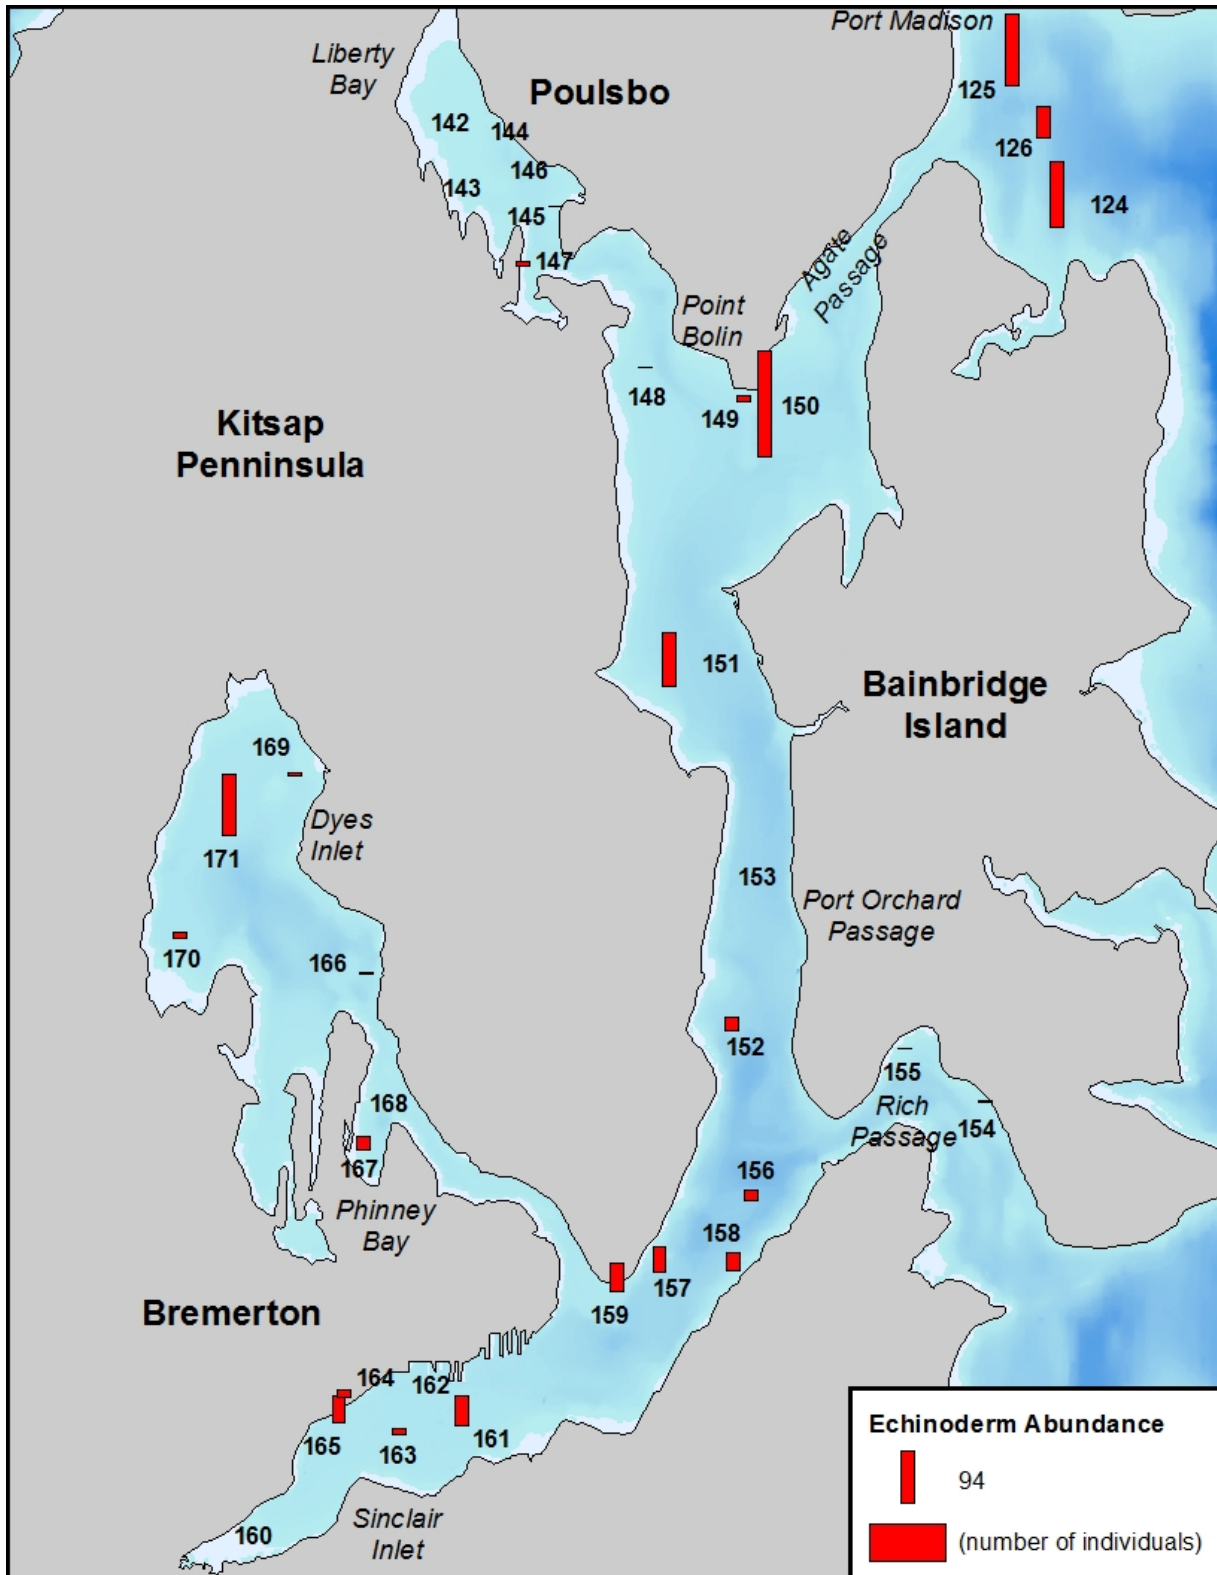 Port Madison
Liberty
Bay
Poulsbo
125
142
144
126
146
143
124
145
147
Agate
Passage
Point
Bolin
148
149
150
Kitsap
Penninsula
151
Bainbridge
Island
169
Dyes
Inlet
171
153
Port Orchard
Passage
170
166
152
155
168
Rich
Passage
154
167
156
Phinney
Bay
158
157
159
Bremerton
164
162
165
163
161
Sinclair
Inlet
160
Echinoderm Abundance
94
(number of individuals)